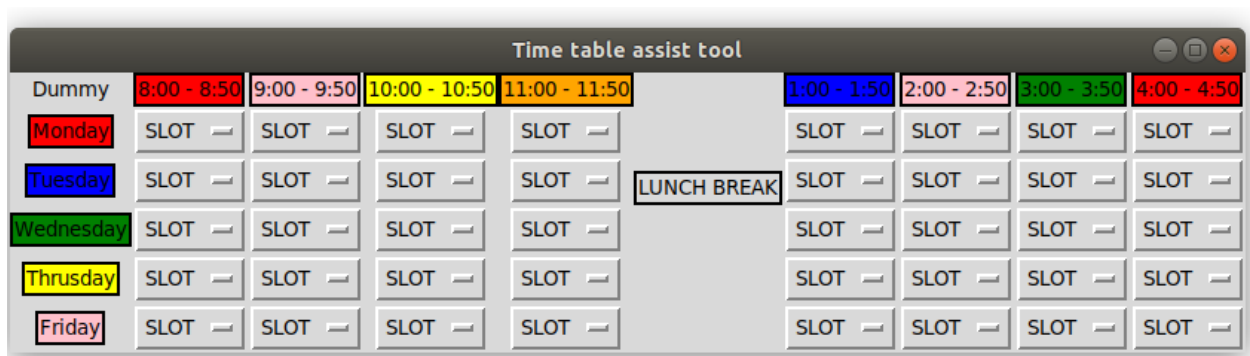 Time table assist tool
Dummy 8:00 - 8:50 9:00 - 9:50 10:00 - 10:50 11:00 - 11:50 1:00 - 1:50 2:00 - 2:50 3:00 - 3:50 4:00 - 4:50
Monday SLOT SLOT SLOT SLOT SLOT SLOT SLOT SLOT
Tuesday SLOT SLOT SLOT SLOT LUNCH BREAK SLOT SLOT SLOT SLOT
Wednesday SLOT SLOT SLOT SLOT SLOT SLOT SLOT SLOT
Thrusday SLOT SLOT SLOT SLOT SLOT SLOT SLOT SLOT
Friday SLOT SLOT SLOT SLOT SLOT SLOT SLOT SLOT